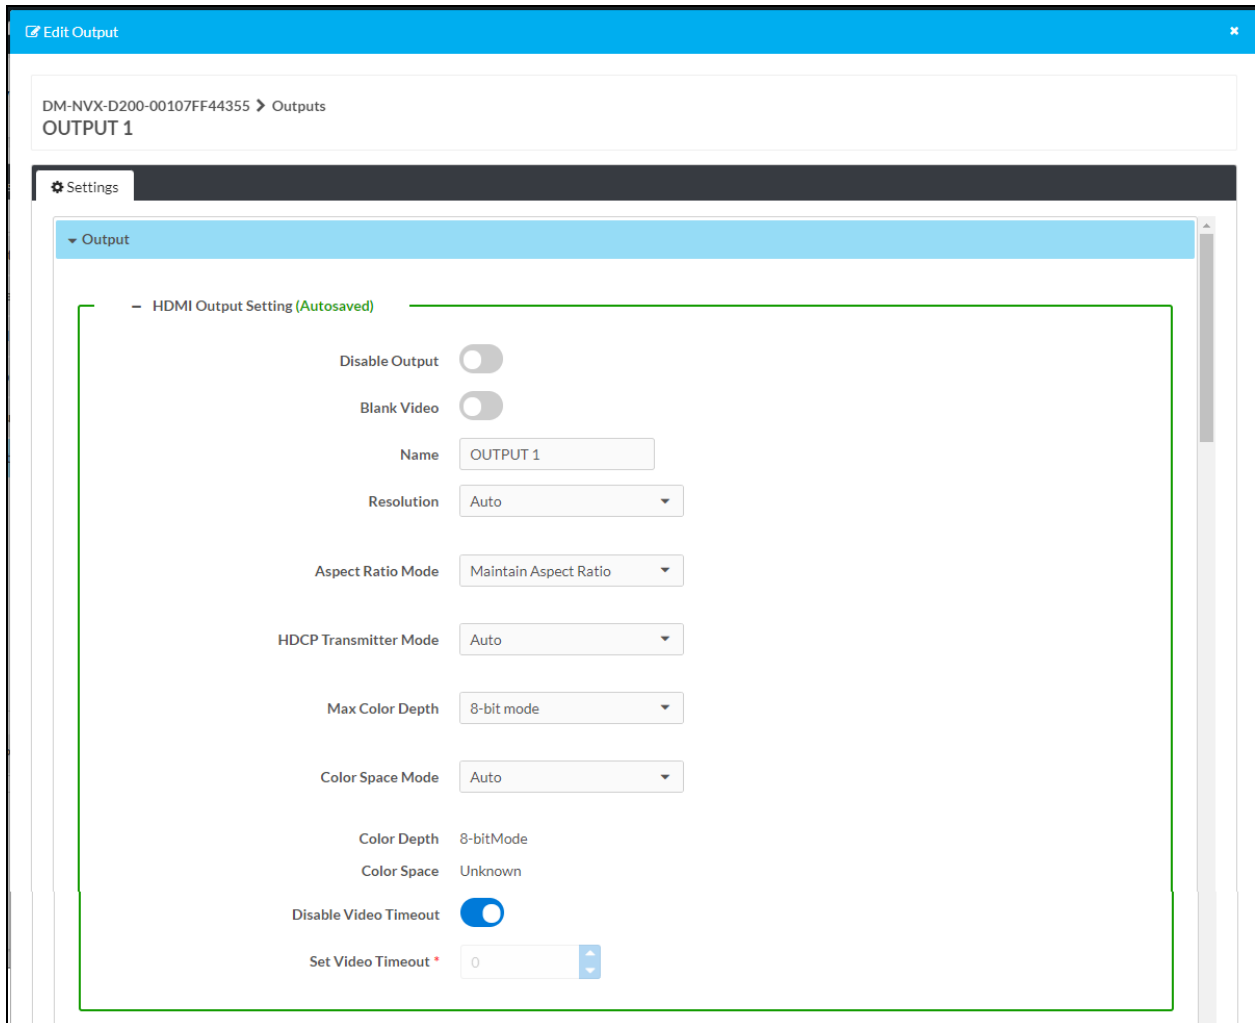 Edit Output
DM-NVX-D200-00107FF44355 > Outputs
OUTPUT 1
Settings
Output
HDMI Output Setting (Autosaved)
Disable Output
Blank Video
Name OUTPUT 1
Resolution Auto
Aspect Ratio Mode Maintain Aspect Ratio
HDCP Transmitter Mode Auto
Max Color Depth 8-bit mode
Color Space Mode Auto
Color Depth 8-bitMode
Color Space Unknown
Disable Video Timeout
Set Video Timeout * 0